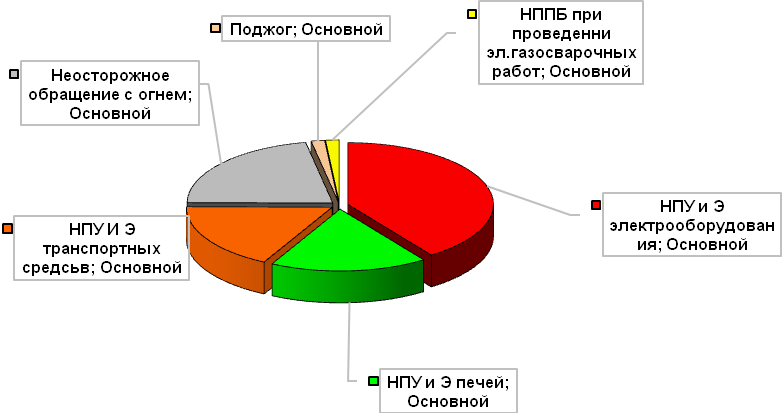 Поджог; Основной
НППБ при
проведенни
эл.газосварочных
работ; Основной
Неосторожное
обращение с огнем;
Основной
НПУ и Э
электрооборудован
ия; Основной
НПУ И Э
транспортных
средсьв; Основной
НПУ и Э печей;
Основной